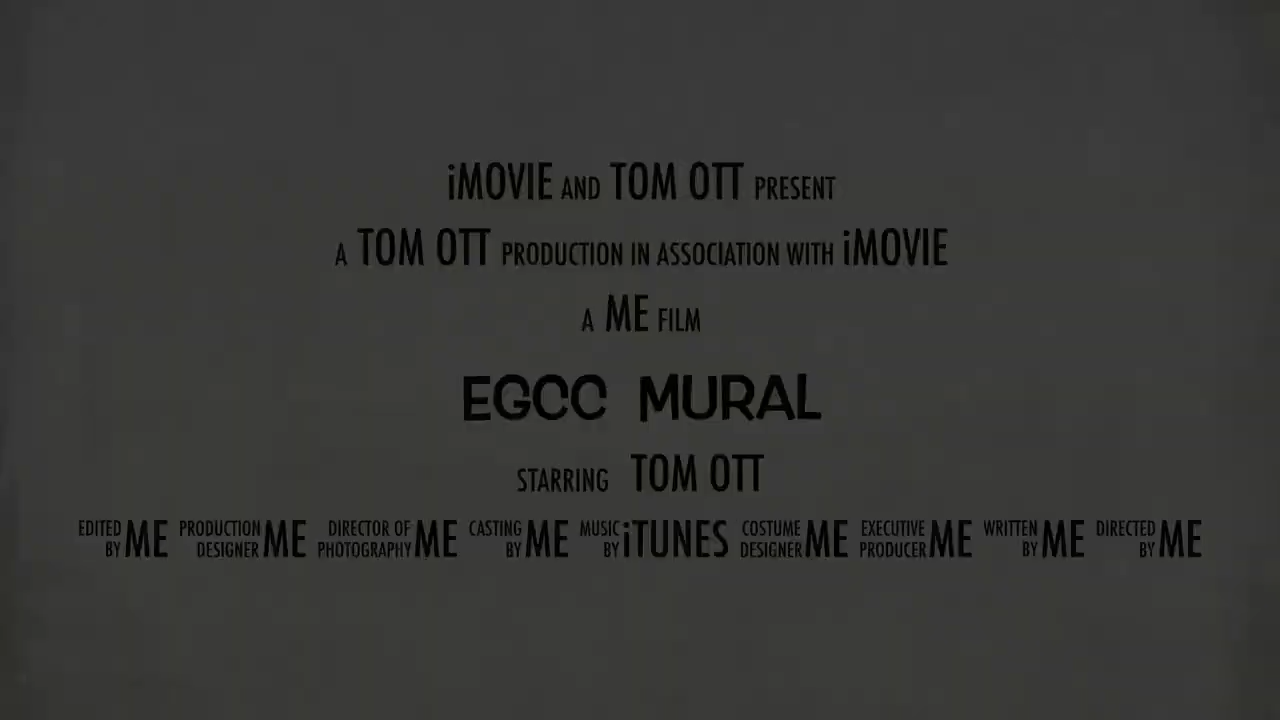 iMOVIE AND TOM OTT PRESENT
A TOM OTT PRODUCTION IN ASSOCIATION WITH iMOVIE
A ME FILM
EGCC MURAL
STARRING TOM OTT
EDITED BY ME PRODUCTION DESIGNER ME DIRECTOR OF PHOTOGRAPHY ME CASTING BY ME MUSIC BY iTUNES COSTUME DESIGNER ME EXECUTIVE PRODUCER ME WRITTEN BY ME DIRECTED BY ME